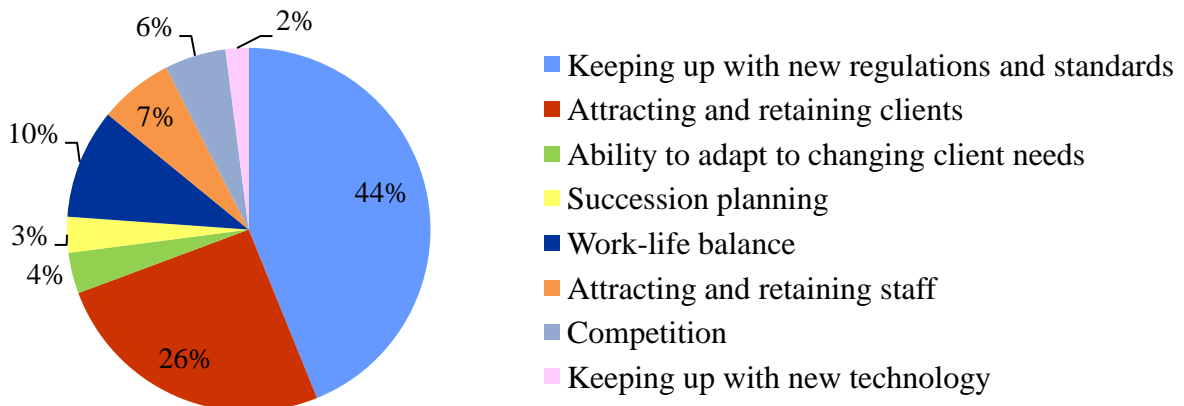 6%
2%
7%
10%
44%
3%
4%
26%
Keeping up with new regulations and standards
Attracting and retaining clients
Ability to adapt to changing client needs
Succession planning
Work-life balance
Attracting and retaining staff
Competition
Keeping up with new technology